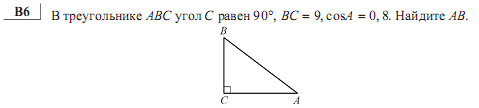 B6 В треугольнике ABC угол C равен 90°, BC = 9, cosA = 0, 8. Найдите AB.
B
C A